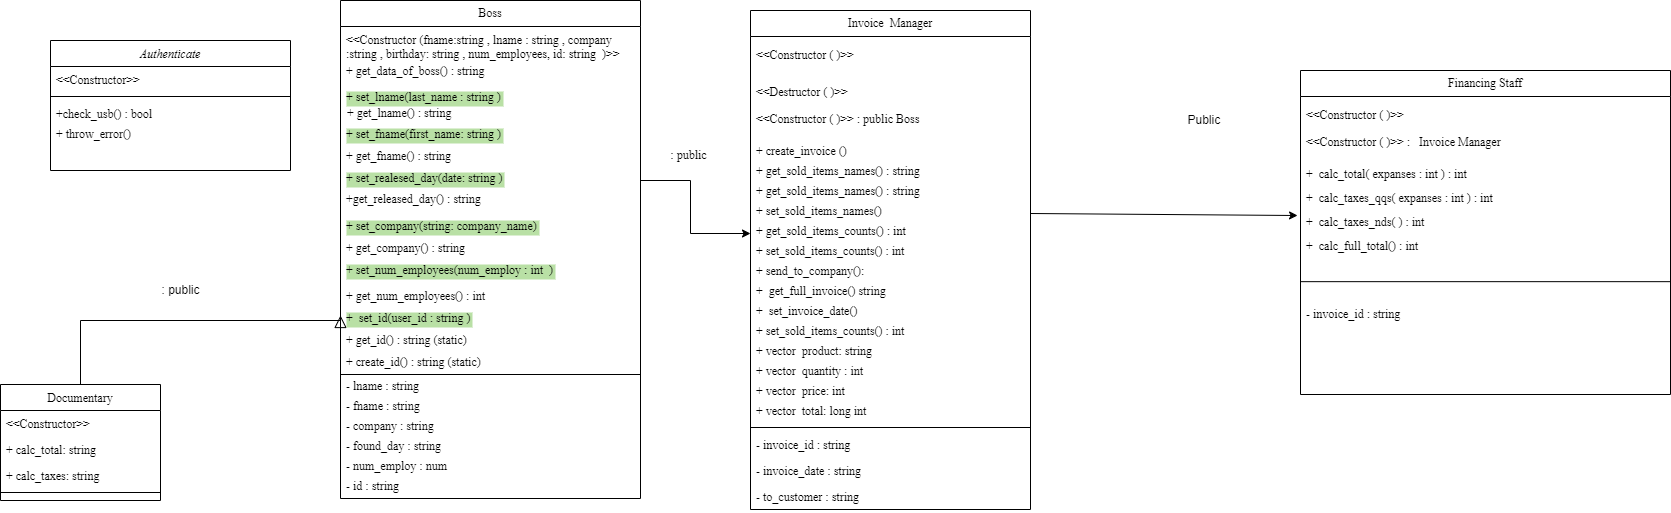 Authenticate
<<Constructor>>
+check_usb() : bool
+ throw_error()
: public
Documentary
<<Constructor>>
+ calc_total: string
+ calc_taxes: string
Boss
<<Constructor (fname:string , lname : string , company
:string , birthday: string , num_employees, id: string  )>>
+ get_data_of_boss() : string
+ set_lname(last_name : string )
+ get_lname() : string
+ set_fname(first_name: string )
+ get_fname() : string
+ set_realesed_day(date: string )
+get_released_day() : string
+ set_company(string: company_name)
+ get_company() : string
+ set_num_employees(num_employ : int  )
+ get_num_employees() : int
+  set_id(user_id : string )
+ get_id() : string (static)
+ create_id() : string (static)
- lname : string
- fname : string
- company : string
- found_day : string
- num_employ : num
- id : string
: public
Invoice  Manager
<<Constructor ( )>>
<<Destructor ( )>>
<<Constructor ( )>> : public Boss
+ create_invoice ()
+ get_sold_items_names() : string
+ get_sold_items_names() : string
+ set_sold_items_names()
+ get_sold_items_counts() : int
+ set_sold_items_counts() : int
+ send_to_company():
+  get_full_invoice() string
+  set_invoice_date()
+ set_sold_items_counts() : int
+ vector  product: string
+ vector  quantity : int
+ vector  price: int
+ vector  total: long int
- invoice_id : string
- invoice_date : string
- to_customer : string
Public
Financing Staff
<<Constructor ( )>>
<<Constructor ( )>> :   Invoice Manager
+  calc_total( expanses : int ) : int
+  calc_taxes_qqs( expanses : int ) : int
+  calc_taxes_nds( ) : int
+  calc_full_total() : int
- invoice_id : string